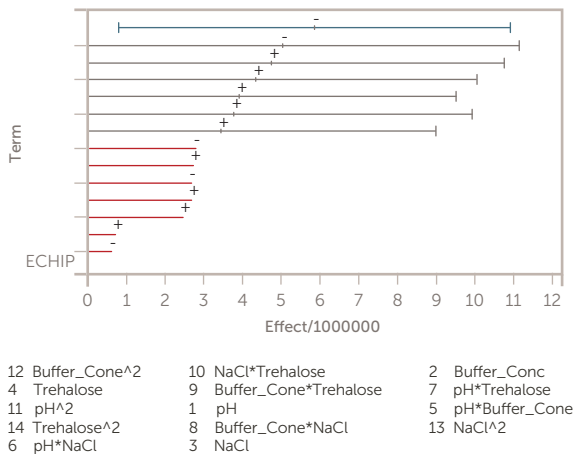 -
-
+
+
+
+
+
-
+
-
+
+
+
-
Term
ECHIP
0 1 2 3 4 5 6 7 8 9 10 11 12
Effect/1000000
12 Buffer_Cone^2 10 NaCl*Trehalose 2 Buffer_Conc
4 Trehalose 9 Buffer_Cone*Trehalose 7 pH*Trehalose
11 pH^2 1 pH 5 pH*Buffer_Cone
14 Trehalose^2 8 Buffer_Cone*NaCl 13 NaCl^2
6 pH*NaCl 3 NaCl